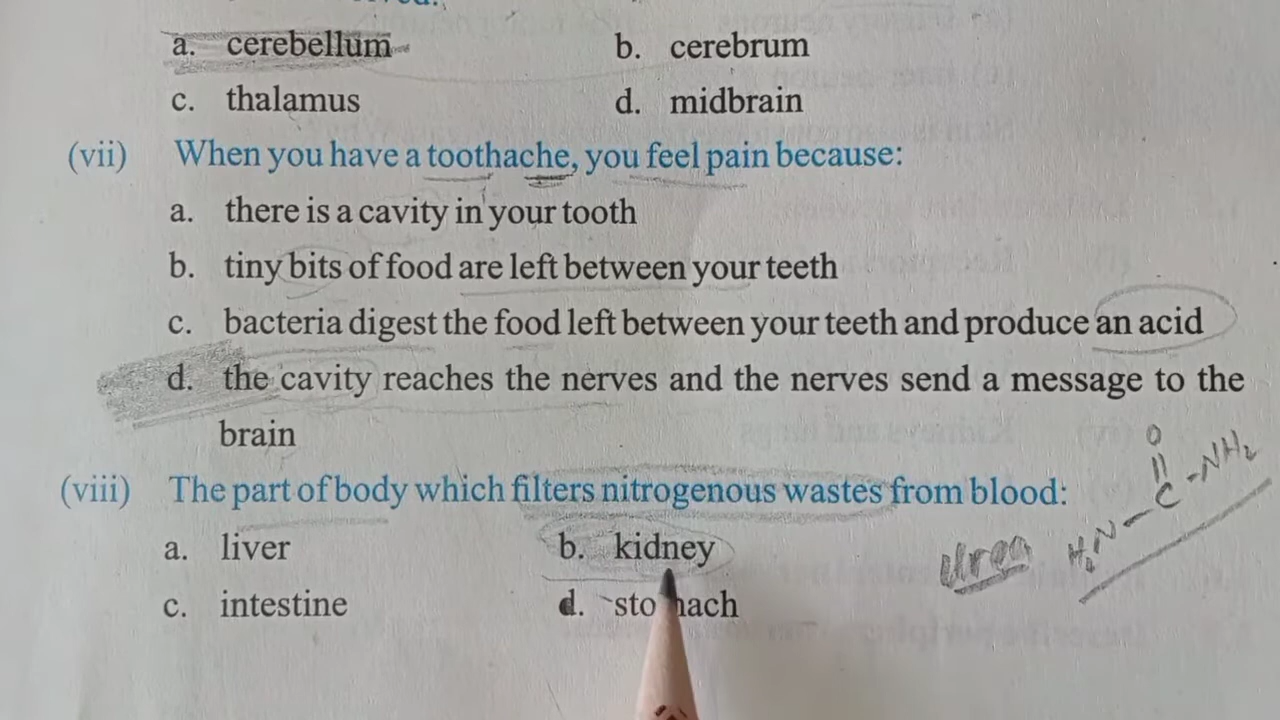 a. cerebellum b. cerebrum
c. thalamus d. midbrain
(vii) When you have a toothache, you feel pain because:
a. there is a cavity in your tooth
b. tiny bits of food are left between your teeth
c. bacteria digest the food left between your teeth and produce an acid
d. the cavity reaches the nerves and the nerves send a message to the
brain
(viii) The part of body which filters nitrogenous wastes from blood:
a. liver b. kidney
c. intestine d.
Urea H₂N-C-NH₂
O